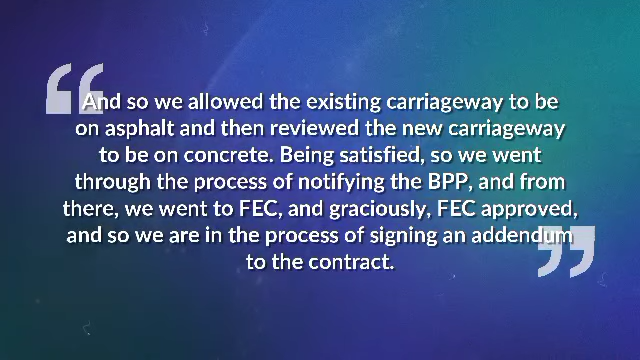 And so we allowed the existing carriageway to be
on asphalt and then reviewed the new carriageway
to be on concrete. Being satisfied, so we went
through the process of notifying the BPP, and from
there, we went to FEC, and graciously, FEC approved,
and so we are in the process of signing an addendum
to the contract.